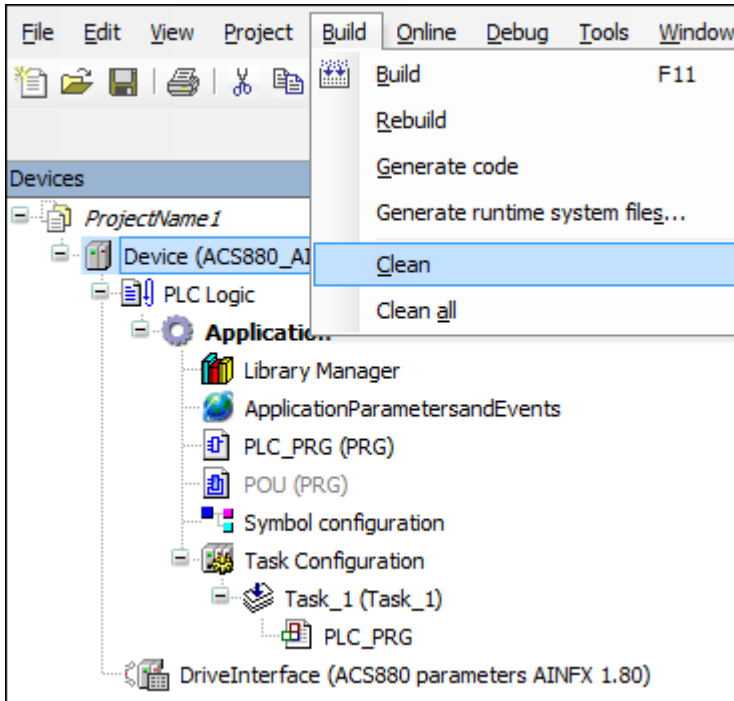 File Edit View Project Build Online Debug Tools Window
Build F11
Rebuild
Generate code
Generate runtime system files...
Clean
Clean all
Devices
ProjectName1
Device (ACS880_AI
PLC Logic
Application
Library Manager
ApplicationParametersandEvents
PLC_PRG (PRG)
POU (PRG)
Symbol configuration
Task Configuration
Task_1 (Task_1)
PLC_PRG
DriveInterface (ACS880 parameters AINFX 1.80)